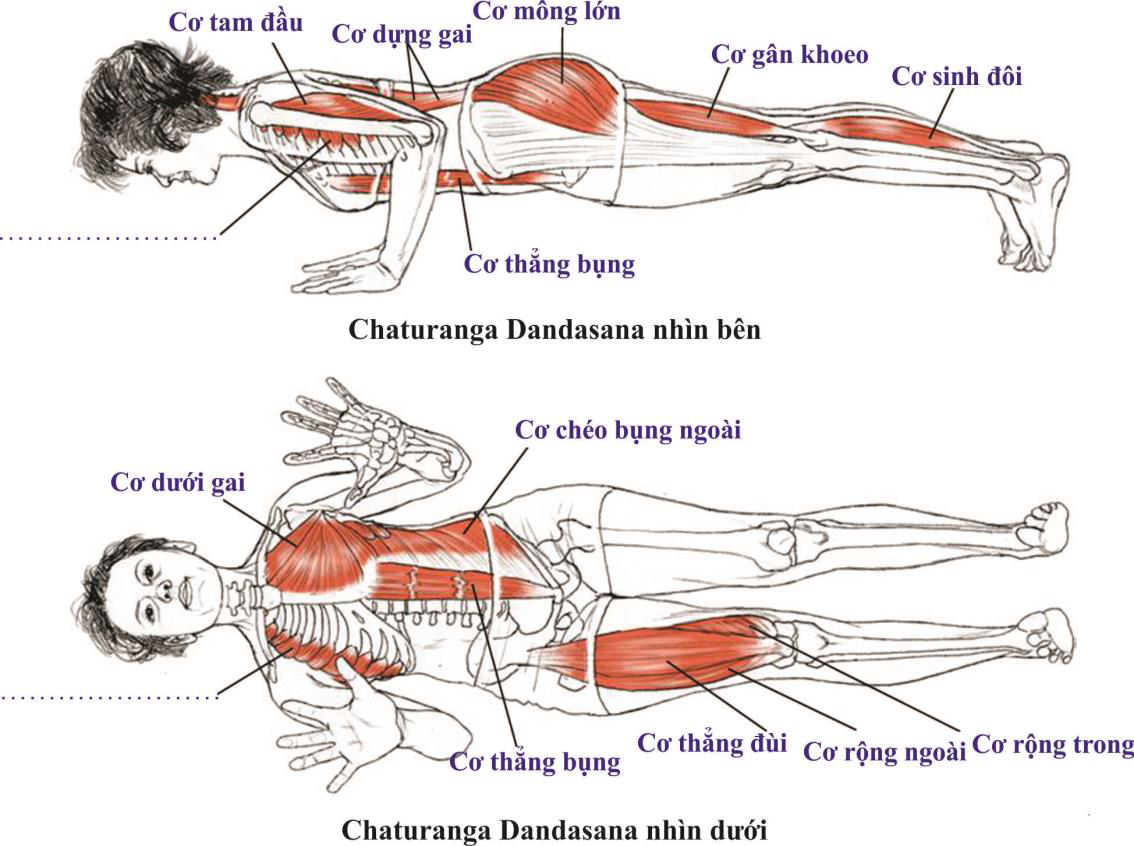 Cơ mông lớn
Cơ tam đầu
Cơ dựng gai
Cơ gân khoeo
Cơ sinh đôi
.......................
Cơ thẳng bụng
Chaturanga Dandasana nhìn bên
Cơ chéo bụng ngoài
Cơ dưới gai
.......................
Cơ thẳng bụng
Cơ thẳng đùi
Cơ rộng ngoài
Cơ rộng trong
Chaturanga Dandasana nhìn dưới